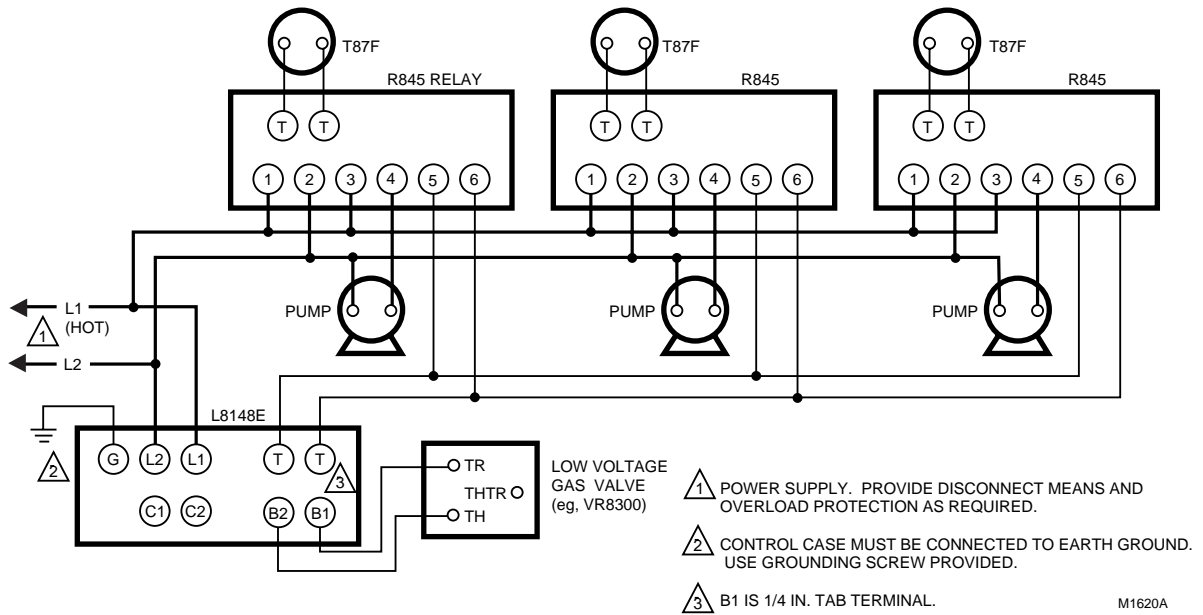 T87F
T87F
T87F
R845 RELAY
R845
R845
T T
T T
T T
1 2 3 4 5 6
1 2 3 4 5 6
1 2 3 4 5 6
PUMP
PUMP
PUMP
L1
(HOT)
1
L2
L8148E
G L2 L1 T T
2
3
C1 C2 B2 B1
TR
THTR
TH
LOW VOLTAGE
GAS VALVE
(eg, VR8300)
1 POWER SUPPLY. PROVIDE DISCONNECT MEANS AND
OVERLOAD PROTECTION AS REQUIRED.
2 CONTROL CASE MUST BE CONNECTED TO EARTH GROUND.
USE GROUNDING SCREW PROVIDED.
3 B1 IS 1/4 IN. TAB TERMINAL.
M1620A